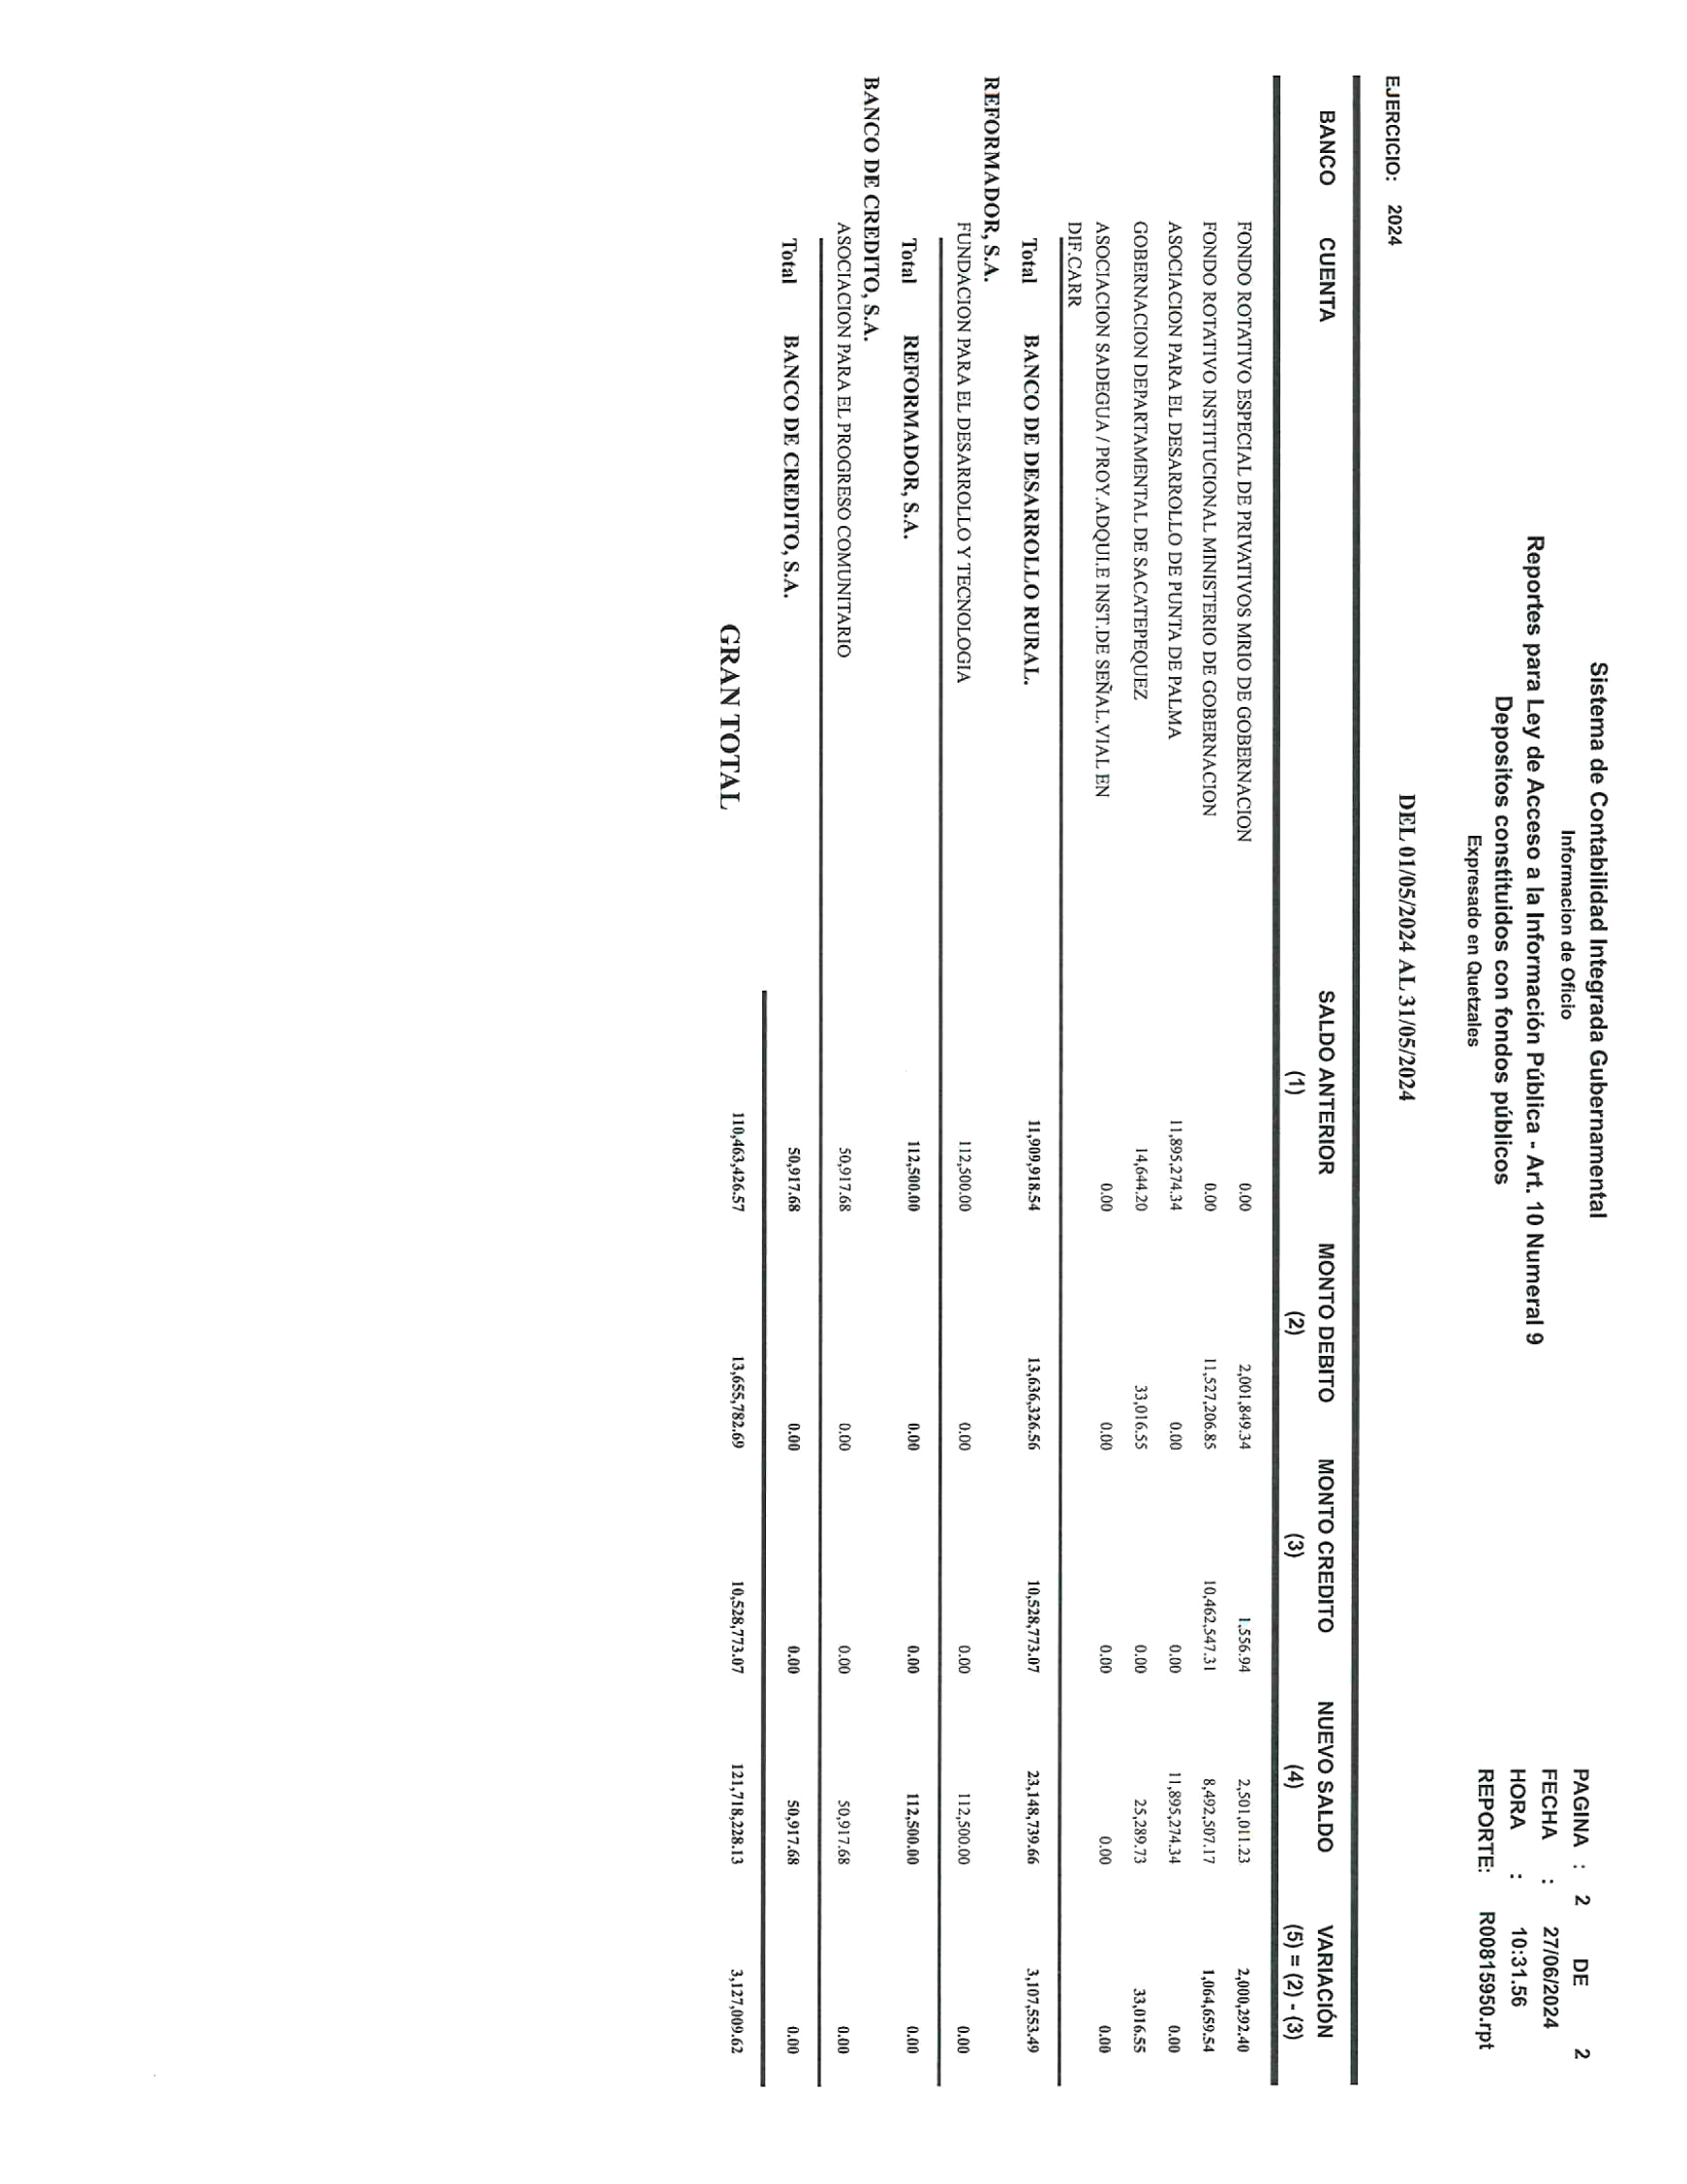 Sistema de Contabilidad Integrada Gubernamental
Informacion de Oficio
Reportes para Ley de Acceso a la Información Pública - Art. 10 Numeral 9
Depositos constituidos con fondos públicos
Expresado en Quetzales
PAGINA : 2 DE 2
FECHA : 27/06/2024
HORA : 10:31.56
REPORTE: R00815950.rpt
DEL 01/05/2024 AL 31/05/2024
EJERCICIO: 2024
BANCO CUENTA SALDO ANTERIOR MONTO DEBITO MONTO CREDITO NUEVO SALDO VARIACIÓN
(1) (2) (3) (4) (5) = (2) - (3)
FONDO ROTATIVO ESPECIAL DE PRIVATIVOS MRIO DE GOBERNACION 0.00 2,001,849.34 1,556.94 2,501,011.23 2,000,292.40
FONDO ROTATIVO INSTITUCIONAL MINISTERIO DE GOBERNACION 0.00 11,527,206.85 10,462,547.31 8,492,507.17 1,064,659.54
ASOCIACION PARA EL DESARROLLO DE PUNTA DE PALMA 11,895,274.34 0.00 0.00 11,895,274.34 0.00
GOBERNACION DEPARTAMENTAL DE SACATEPEQUEZ 14,644.20 33,016.55 0.00 25,289.73 33,016.55
ASOCIACION SADEGUA / PROY.ADQUI.E INST.DE SEÑAL.VIAL EN 0.00 0.00 0.00 0.00 0.00
DIF.CARR
Total BANCO DE DESARROLLO RURAL. 11,909,918.54 13,636,326.56 10,528,773.07 23,148,739.66 3,107,553.49
REFORMADOR, S.A.
FUNDACION PARA EL DESARROLLO Y TECNOLOGIA 112,500.00 0.00 0.00 112,500.00 0.00
Total REFORMADOR, S.A. 112,500.00 0.00 0.00 112,500.00 0.00
BANCO DE CREDITO, S.A.
ASOCIACION PARA EL PROGRESO COMUNITARIO 50,917.68 0.00 0.00 50,917.68 0.00
Total BANCO DE CREDITO, S.A. 50,917.68 0.00 0.00 50,917.68 0.00
GRAN TOTAL 110,463,426.57 13,655,782.69 10,528,773.07 121,718,228.13 3,127,009.62